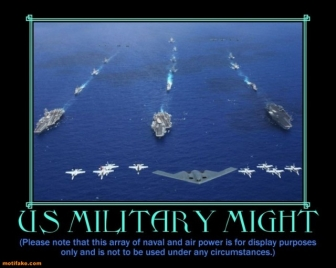 US MILITARY MIGHT
(Please note that this array of naval and air power is for display purposes
only and is not to be used under any circumstances.)
motifake.com